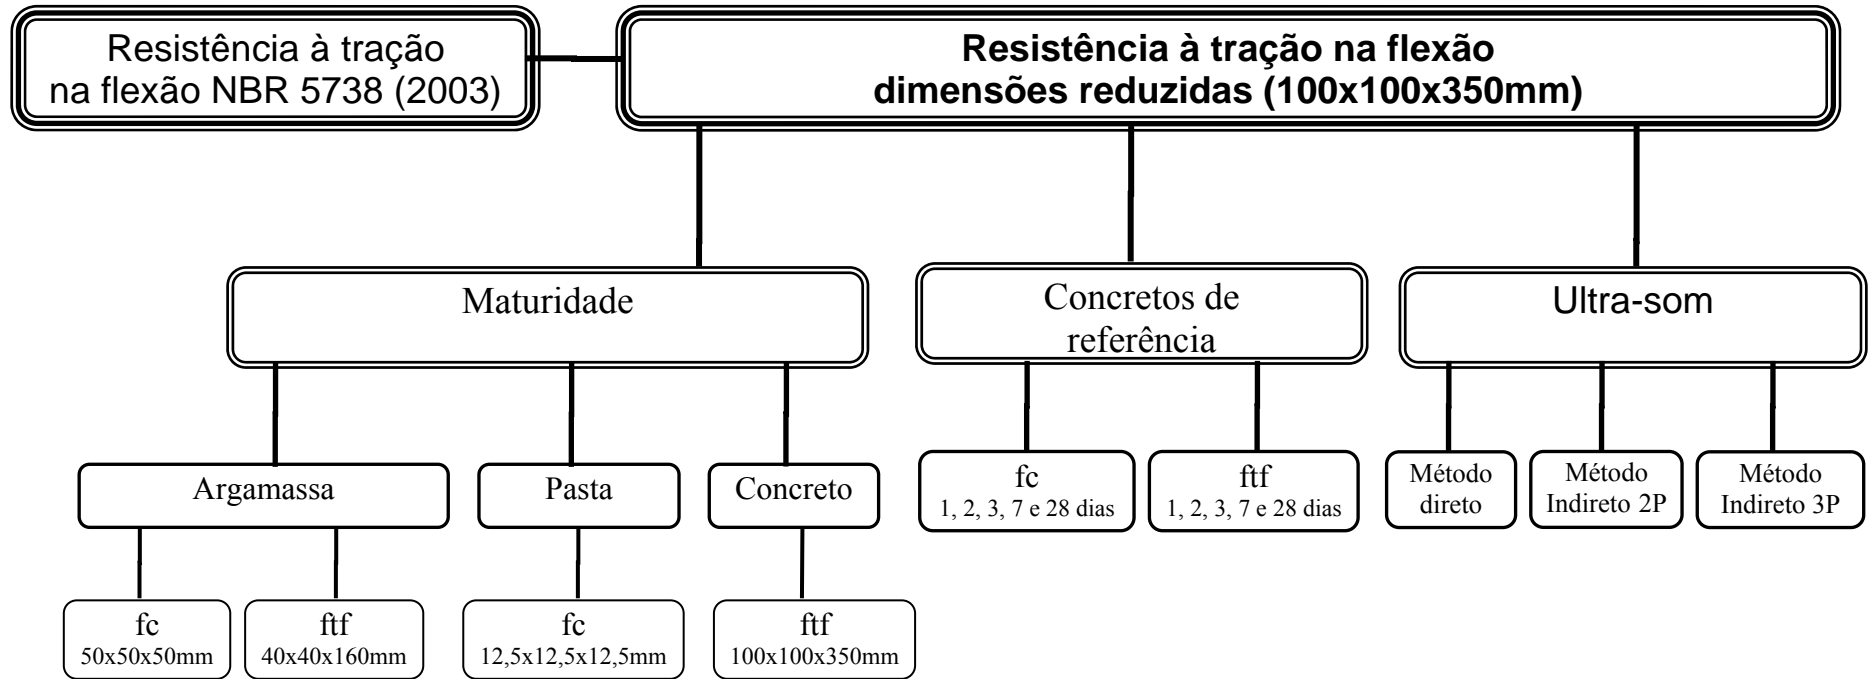 Resistência à tração
na flexão NBR 5738 (2003)
Resistência à tração na flexão
dimensões reduzidas (100x100x350mm)
Maturidade
Concretos de
referência
Ultra-som
Argamassa
Pasta
Concreto
fc
1, 2, 3, 7 e 28 dias
ftf
1, 2, 3, 7 e 28 dias
Método
direto
Método
Indireto 2P
Método
Indireto 3P
fc
50x50x50mm
ftf
40x40x160mm
fc
12,5x12,5x12,5mm
ftf
100x100x350mm